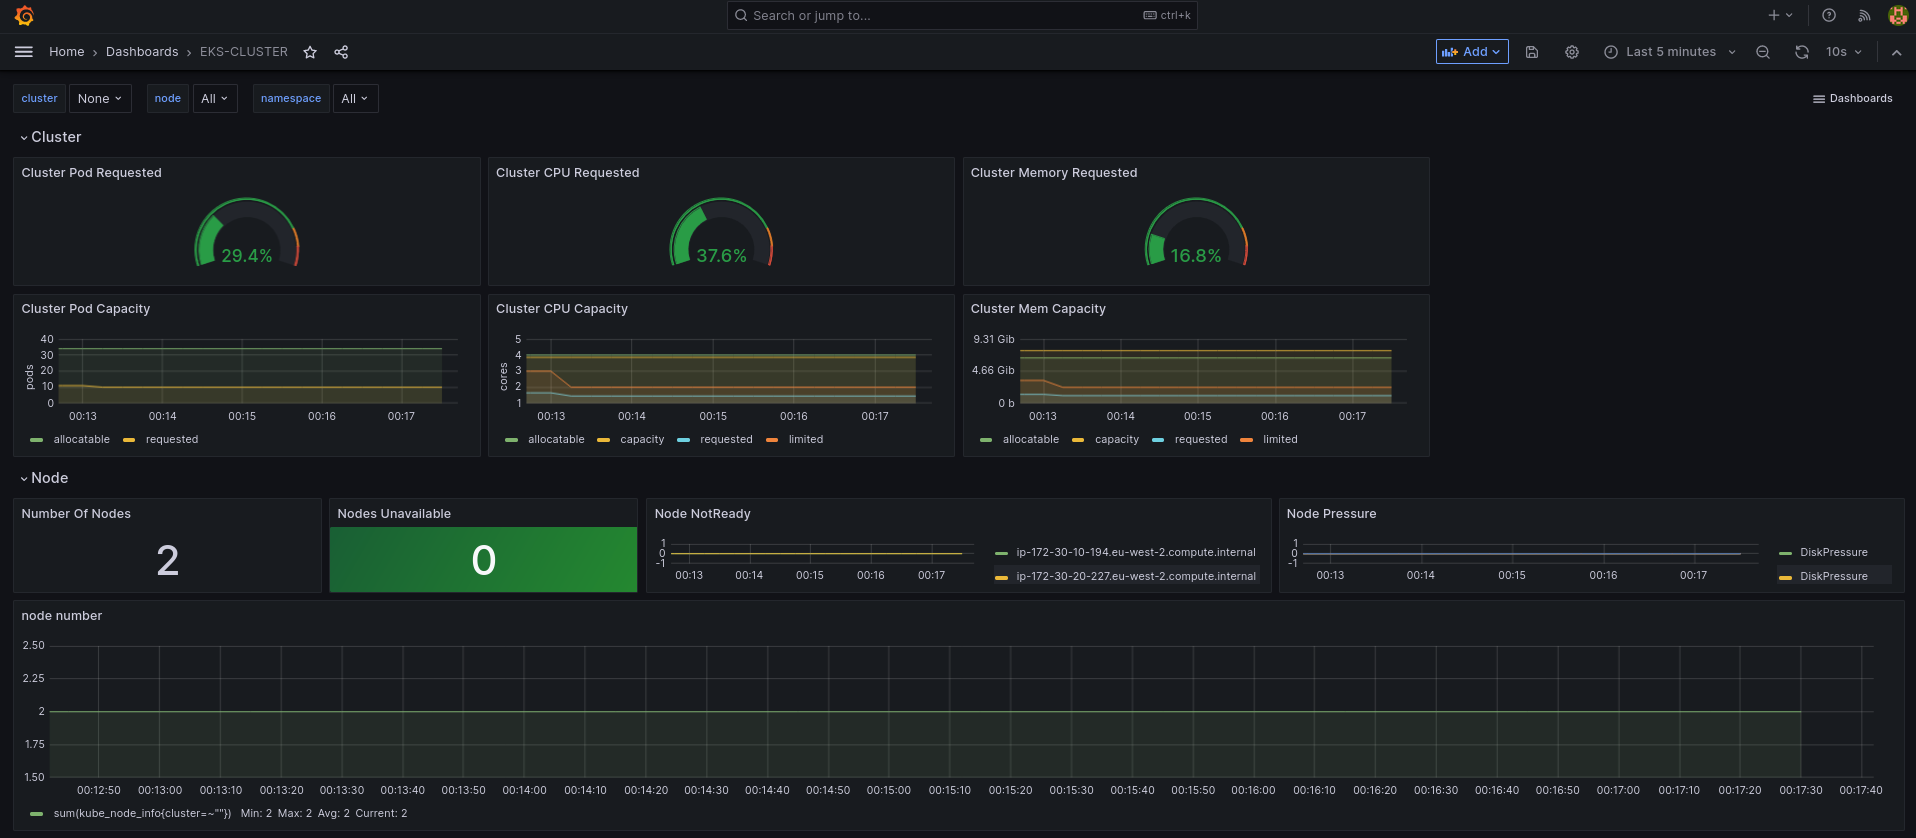 Search or jump to... ctrl+k
Home › Dashboards › EKS-CLUSTER Add Last 5 minutes 10s
cluster None node All namespace All Dashboards
Cluster
Cluster Pod Requested
29.4%
Cluster CPU Requested
37.6%
Cluster Memory Requested
16.8%
Cluster Pod Capacity
pods
40
30
20
10
0
00:13 00:14 00:15 00:16 00:17
allocatable requested
Cluster CPU Capacity
cores
5
4
3
2
1
00:13 00:14 00:15 00:16 00:17
allocatable capacity requested limited
Cluster Mem Capacity
9.31 Gib
4.66 Gib
0 b
00:13 00:14 00:15 00:16 00:17
allocatable capacity requested limited
Node
Number Of Nodes
2
Nodes Unavailable
0
Node NotReady
1
0
-1
00:13 00:14 00:15 00:16 00:17
ip-172-30-10-194.eu-west-2.compute.internal
ip-172-30-20-227.eu-west-2.compute.internal
Node Pressure
1
0
-1
00:13 00:14 00:15 00:16 00:17
DiskPressure
DiskPressure
node number
2.50
2.25
2
1.75
1.50
00:12:50 00:13:00 00:13:10 00:13:20 00:13:30 00:13:40 00:13:50 00:14:00 00:14:10 00:14:20 00:14:30 00:14:40 00:14:50 00:15:00 00:15:10 00:15:20 00:15:30 00:15:40 00:15:50 00:16:00 00:16:10 00:16:20 00:16:30 00:16:40 00:16:50 00:17:00 00:17:10 00:17:20 00:17:30 00:17:40
sum(kube_node_info{cluster=~""}) Min: 2 Max: 2 Avg: 2 Current: 2